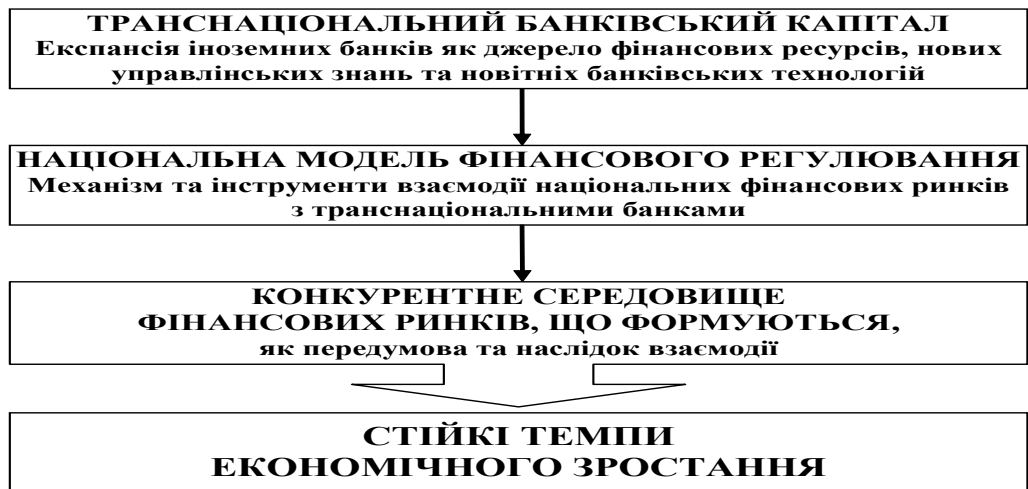 ТРАНСНАЦІОНАЛЬНИЙ БАНКІВСЬКИЙ КАПІТАЛ
Експансія іноземних банків як джерело фінансових ресурсів, нових
управлінських знань та новітніх банківських технологій
НАЦІОНАЛЬНА МОДЕЛЬ ФІНАНСОВОГО РЕГУЛЮВАННЯ
Механізм та інструменти взаємодії національних фінансових ринків
з транснаціональними банками
КОНКУРЕНТНЕ СЕРЕДОВИЩЕ
ФІНАНСОВИХ РИНКІВ, ЩО ФОРМУЮТЬСЯ,
як передумова та наслідок взаємодії
СТІЙКІ ТЕМПИ
ЕКОНОМІЧНОГО ЗРОСТАННЯ